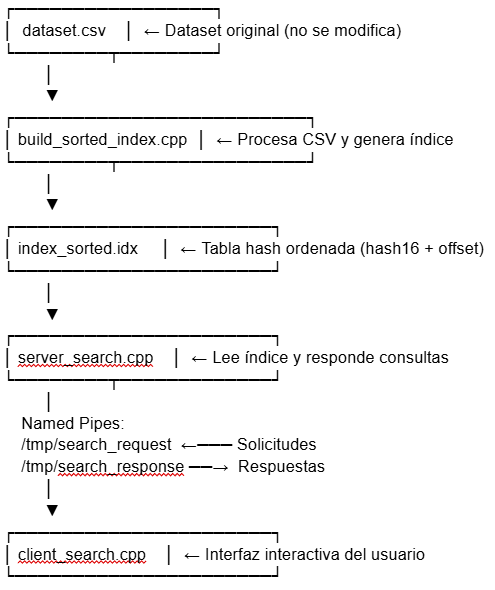 dataset.csv ← Dataset original (no se modifica)
build_sorted_index.cpp ← Procesa CSV y genera índice
index_sorted.idx ← Tabla hash ordenada (hash16 + offset)
server_search.cpp ← Lee índice y responde consultas
Named Pipes:
/tmp/search_request ←── Solicitudes
/tmp/search_response ──→ Respuestas
client_search.cpp ← Interfaz interactiva del usuario